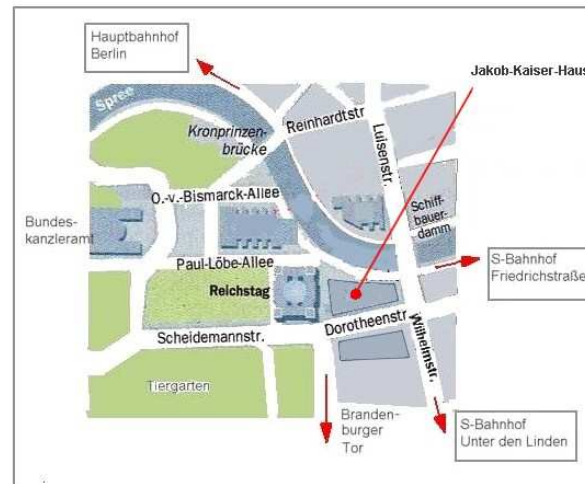 Hauptbahnhof
Berlin
Jakob-Kaiser-Haus
Spree
Kronprinzen-
brücke
Reinhardtstr
Luisenstr.
O.-v.-Bismarck-Allee
Schiff-
bauer-
damm
Bundes-
kanzleramt
Paul-Löbe-Allee
S-Bahnhof
Friedrichstraße
Reichstag
Dorotheenstr.
Wilhelmstr.
Scheidemannstr.
Tiergarten
Branden-
burger
Tor
S-Bahnhof
Unter den Linden